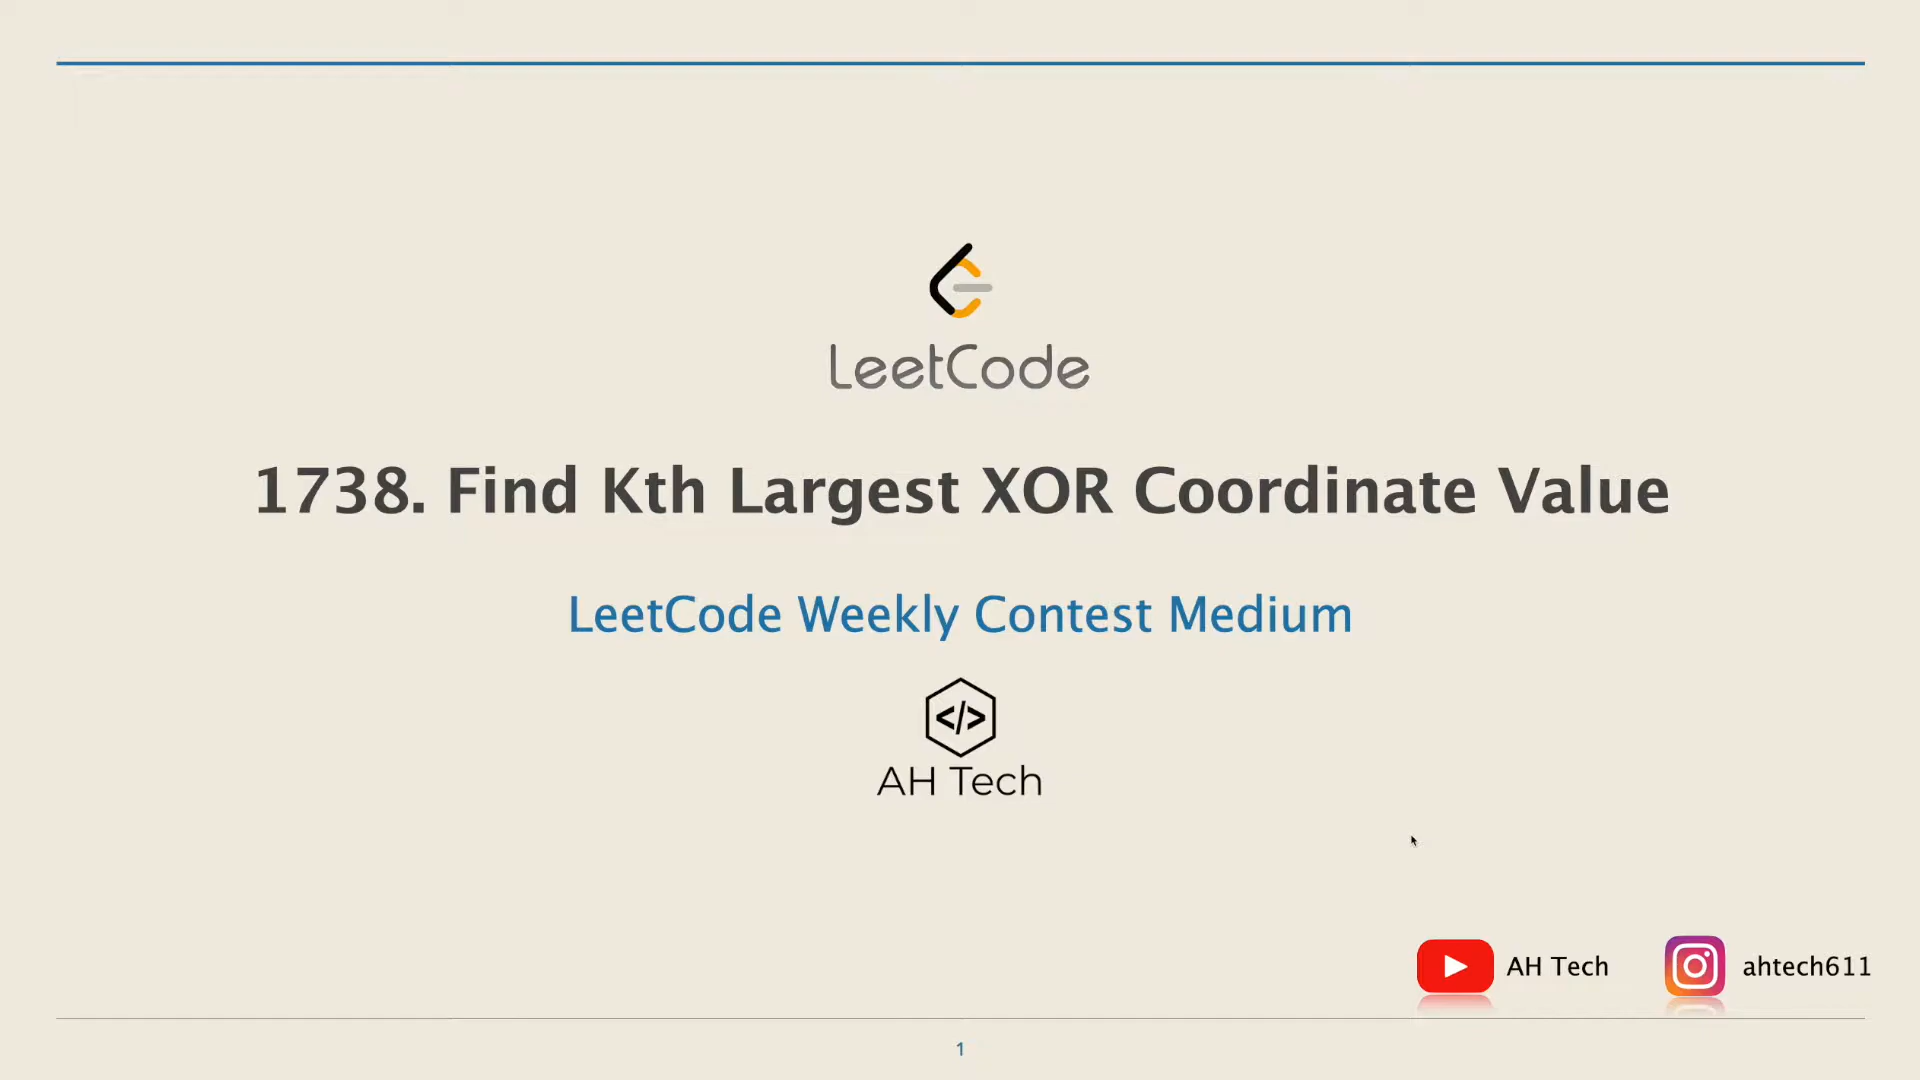 LeetCode
1738. Find Kth Largest XOR Coordinate Value
LeetCode Weekly Contest Medium
</>
AH Tech
AH Tech
ahtech611
1